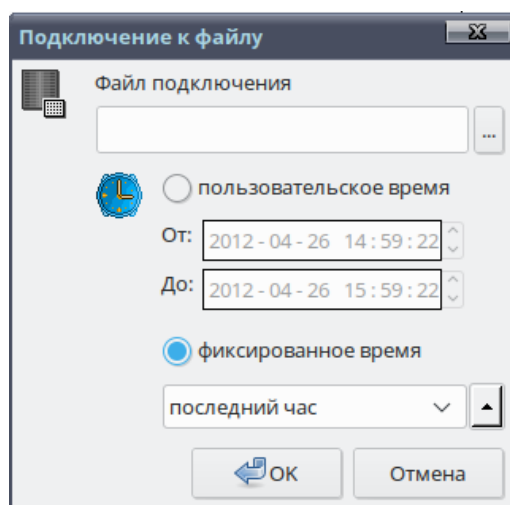 Подключение к файлу
Файл подключения
...
пользовательское время
От: 2012-04-26 14:59:22
До: 2012-04-26 15:59:22
фиксированное время
последний час
OK Отмена